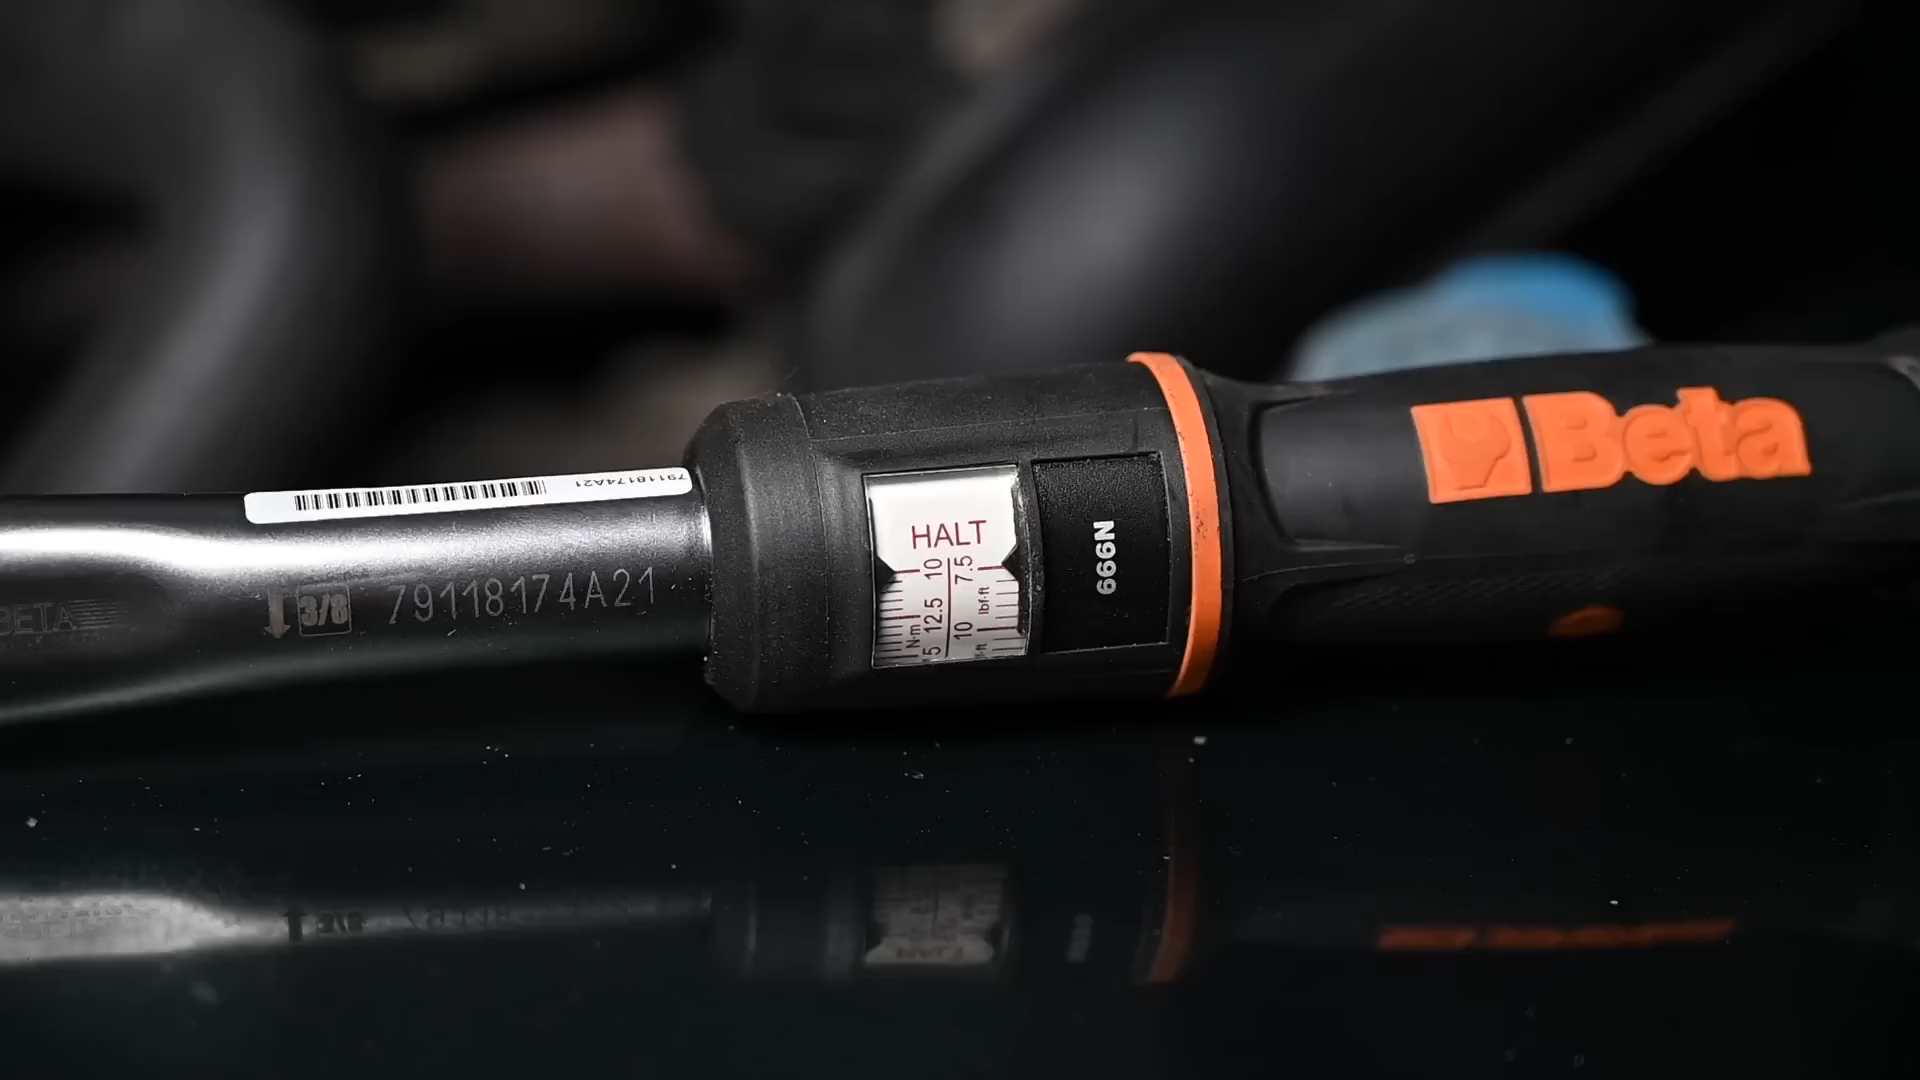 79118174A21
79118174A21
BETA
3/8
HALT
10
7.5
12.5
lbf·ft
N·m
10
666N
Beta